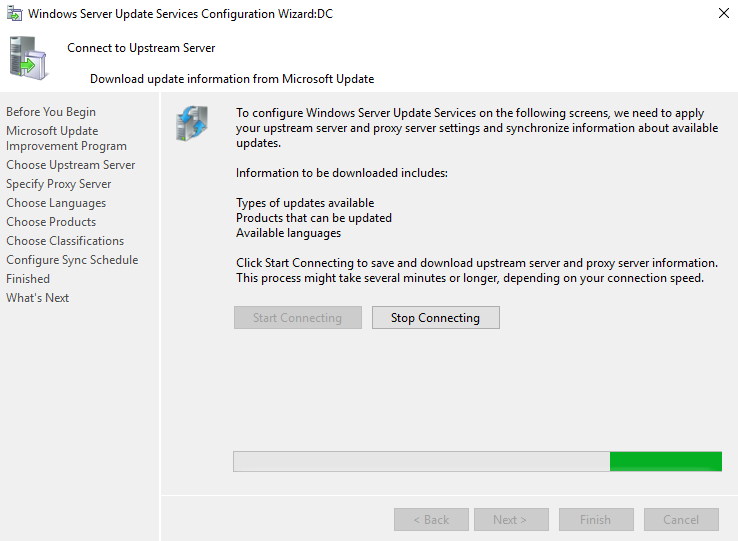 Windows Server Update Services Configuration Wizard:DC
Connect to Upstream Server
Download update information from Microsoft Update
Before You Begin
Microsoft Update
Improvement Program
Choose Upstream Server
Specify Proxy Server
Choose Languages
Choose Products
Choose Classifications
Configure Sync Schedule
Finished
What's Next
To configure Windows Server Update Services on the following screens, we need to apply
your upstream server and proxy server settings and synchronize information about available
updates.
Information to be downloaded includes:
Types of updates available
Products that can be updated
Available languages
Click Start Connecting to save and download upstream server and proxy server information.
This process might take several minutes or longer, depending on your connection speed.
Start Connecting
Stop Connecting
< Back
Next >
Finish
Cancel